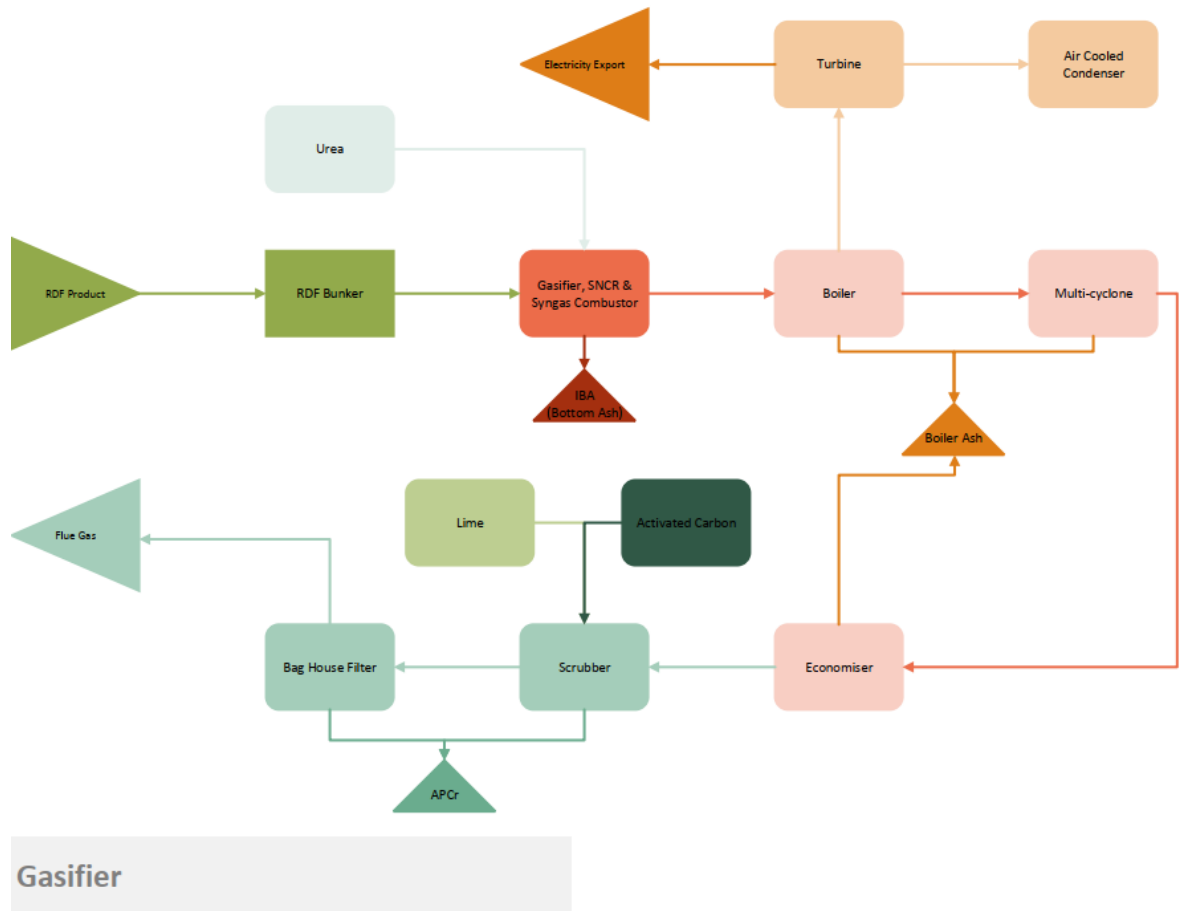 Electricity Export
Turbine
Air Cooled
Condenser
Urea
RDF Product
RDF Bunker
Gasifier, SNCR &
Syngas Combustor
Boiler
Multi-cyclone
IBA
(Bottom Ash)
Boiler Ash
Flue Gas
Lime
Activated Carbon
Bag House Filter
Scrubber
Economiser
APCr
Gasifier